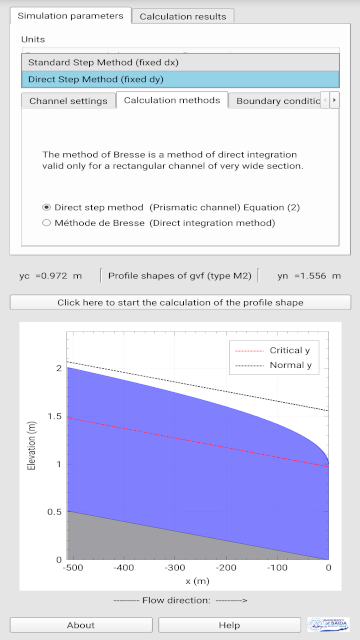 Simulation parameters
Calculation results
Units
Standard Step Method (fixed dx)
Direct Step Method (fixed dy)
Channel settings
Calculation methods
Boundary conditic
The method of Bresse is a method of direct integration
valid only for a rectangular channel of very wide section.
Direct step method (Prismatic channel) Equation (2)
Méthode de Bresse (Direct integration method)
yc =0.972 m
Profile shapes of gvf (type M2)
yn =1.556 m
Click here to start the calculation of the profile shape
Critical y
Normal y
Elevation (m)
2
1.5
1
0.5
0
-500 -400 -300 -200 -100 0
x (m)
--------- Flow direction: --------->
About
Help